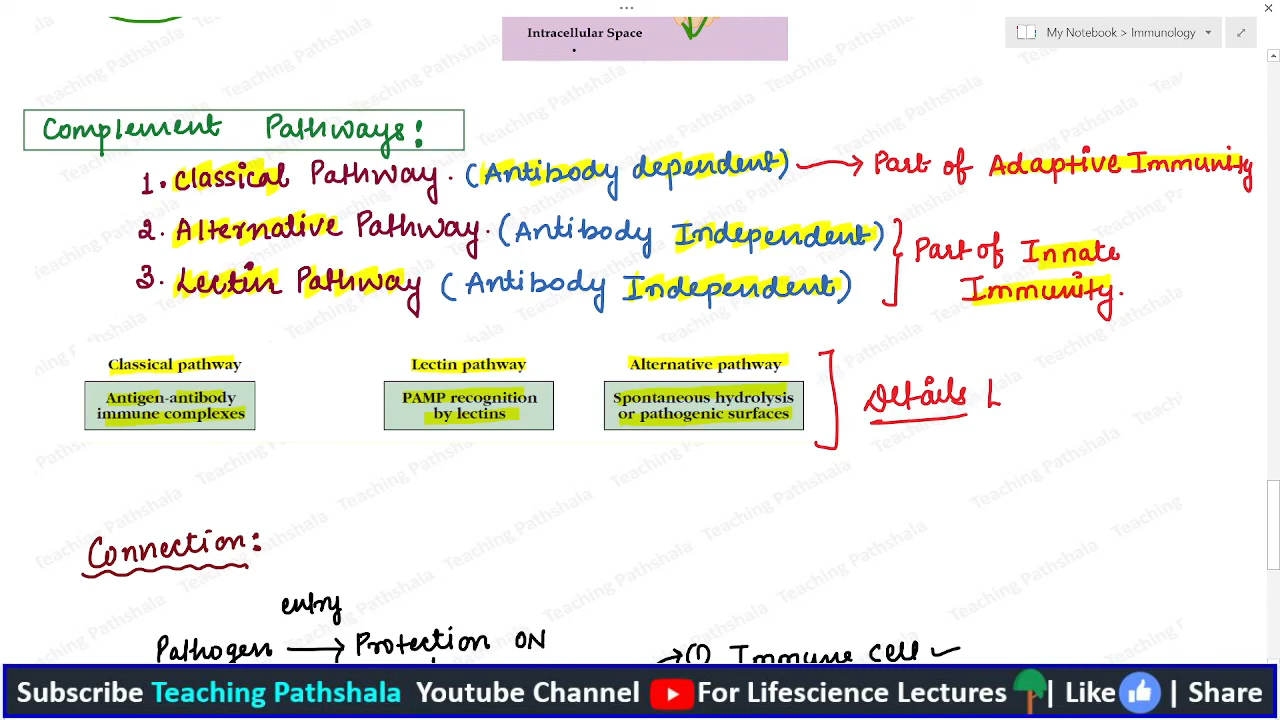 Intracellular Space
My Notebook > Immunology
Complement Pathways:
1. Classical Pathway. (Antibody dependent) → Part of Adaptive Immunity
2. Alternative Pathway. (Antibody Independent)
3. Lectin Pathway (Antibody Independent)
Part of Innate
Immunity.
Classical pathway
Antigen-antibody
immune complexes
Lectin pathway
PAMP recognition
by lectins
Alternative pathway
Spontaneous hydrolysis
or pathogenic surfaces
Details L
Connection:
entry
Pathogen → Protection ON
→ (1) Immune cell ✓
Subscribe Teaching Pathshala Youtube Channel For Lifescience Lectures | Like | Share
Teaching Pathshala